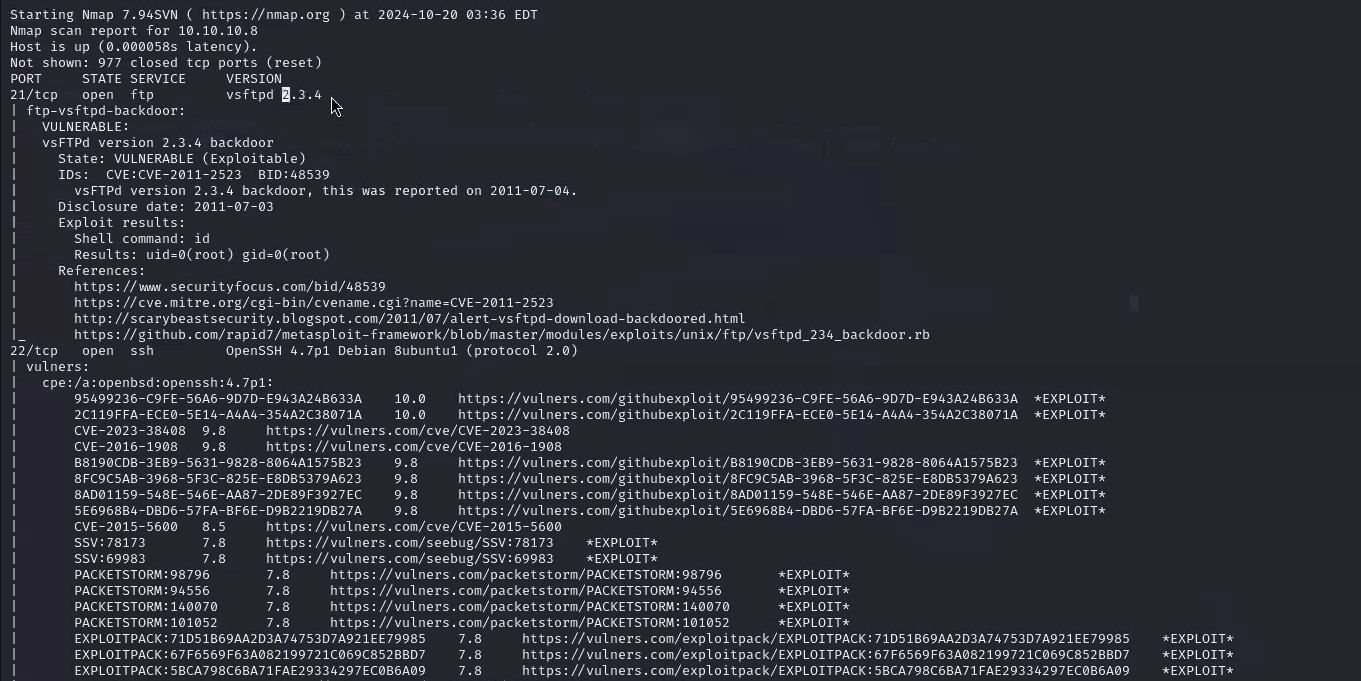 Starting Nmap 7.94SVN ( https://nmap.org ) at 2024-10-20 03:36 EDT
Nmap scan report for 10.10.10.8
Host is up (0.000058s latency).
Not shown: 977 closed tcp ports (reset)
PORT     STATE SERVICE     VERSION
21/tcp   open  ftp         vsftpd 2.3.4
| ftp-vsftpd-backdoor:
|   VULNERABLE:
|   vsFTPd version 2.3.4 backdoor
|     State: VULNERABLE (Exploitable)
|     IDs:  CVE:CVE-2011-2523  BID:48539
|       vsFTPd version 2.3.4 backdoor, this was reported on 2011-07-04.
|     Disclosure date: 2011-07-03
|     Exploit results:
|       Shell command: id
|       Results: uid=0(root) gid=0(root)
|     References:
|       https://www.securityfocus.com/bid/48539
|       https://cve.mitre.org/cgi-bin/cvename.cgi?name=CVE-2011-2523
|       http://scarybeastsecurity.blogspot.com/2011/07/alert-vsftpd-download-backdoored.html
|_      https://github.com/rapid7/metasploit-framework/blob/master/modules/exploits/unix/ftp/vsftpd_234_backdoor.rb
22/tcp   open  ssh         OpenSSH 4.7p1 Debian 8ubuntu1 (protocol 2.0)
| vulners:
|   cpe:/a:openbsd:openssh:4.7p1:
|       95499236-C9FE-56A6-9D7D-E943A24B633A    10.0    https://vulners.com/githubexploit/95499236-C9FE-56A6-9D7D-E943A24B633A  *EXPLOIT*
|       2C119FFA-ECE0-5E14-A4A4-354A2C38071A    10.0    https://vulners.com/githubexploit/2C119FFA-ECE0-5E14-A4A4-354A2C38071A  *EXPLOIT*
|       CVE-2023-38408  9.8     https://vulners.com/cve/CVE-2023-38408
|       CVE-2016-1908   9.8     https://vulners.com/cve/CVE-2016-1908
|       B8190CDB-3EB9-5631-9828-8064A1575B23    9.8     https://vulners.com/githubexploit/B8190CDB-3EB9-5631-9828-8064A1575B23  *EXPLOIT*
|       8FC9C5AB-3968-5F3C-825E-E8DB5379A623    9.8     https://vulners.com/githubexploit/8FC9C5AB-3968-5F3C-825E-E8DB5379A623  *EXPLOIT*
|       8AD01159-548E-546E-AA87-2DE89F3927EC    9.8     https://vulners.com/githubexploit/8AD01159-548E-546E-AA87-2DE89F3927EC  *EXPLOIT*
|       5E6968B4-DBD6-57FA-BF6E-D9B2219DB27A    9.8     https://vulners.com/githubexploit/5E6968B4-DBD6-57FA-BF6E-D9B2219DB27A  *EXPLOIT*
|       CVE-2015-5600   8.5     https://vulners.com/cve/CVE-2015-5600
|       SSV:78173       7.8     https://vulners.com/seebug/SSV:78173    *EXPLOIT*
|       SSV:69983       7.8     https://vulners.com/seebug/SSV:69983    *EXPLOIT*
|       PACKETSTORM:98796       7.8     https://vulners.com/packetstorm/PACKETSTORM:98796       *EXPLOIT*
|       PACKETSTORM:94556       7.8     https://vulners.com/packetstorm/PACKETSTORM:94556       *EXPLOIT*
|       PACKETSTORM:140070      7.8     https://vulners.com/packetstorm/PACKETSTORM:140070      *EXPLOIT*
|       PACKETSTORM:101052      7.8     https://vulners.com/packetstorm/PACKETSTORM:101052      *EXPLOIT*
|       EXPLOITPACK:71D51B69AA2D3A74753D7A921EE79985    7.8     https://vulners.com/exploitpack/EXPLOITPACK:71D51B69AA2D3A74753D7A921EE79985    *EXPLOIT*
|       EXPLOITPACK:67F6569F63A082199721C069C852BBD7    7.8     https://vulners.com/exploitpack/EXPLOITPACK:67F6569F63A082199721C069C852BBD7    *EXPLOIT*
|       EXPLOITPACK:5BCA798C6BA71FAE29334297EC0B6A09    7.8     https://vulners.com/exploitpack/EXPLOITPACK:5BCA798C6BA71FAE29334297EC0B6A09    *EXPLOIT*